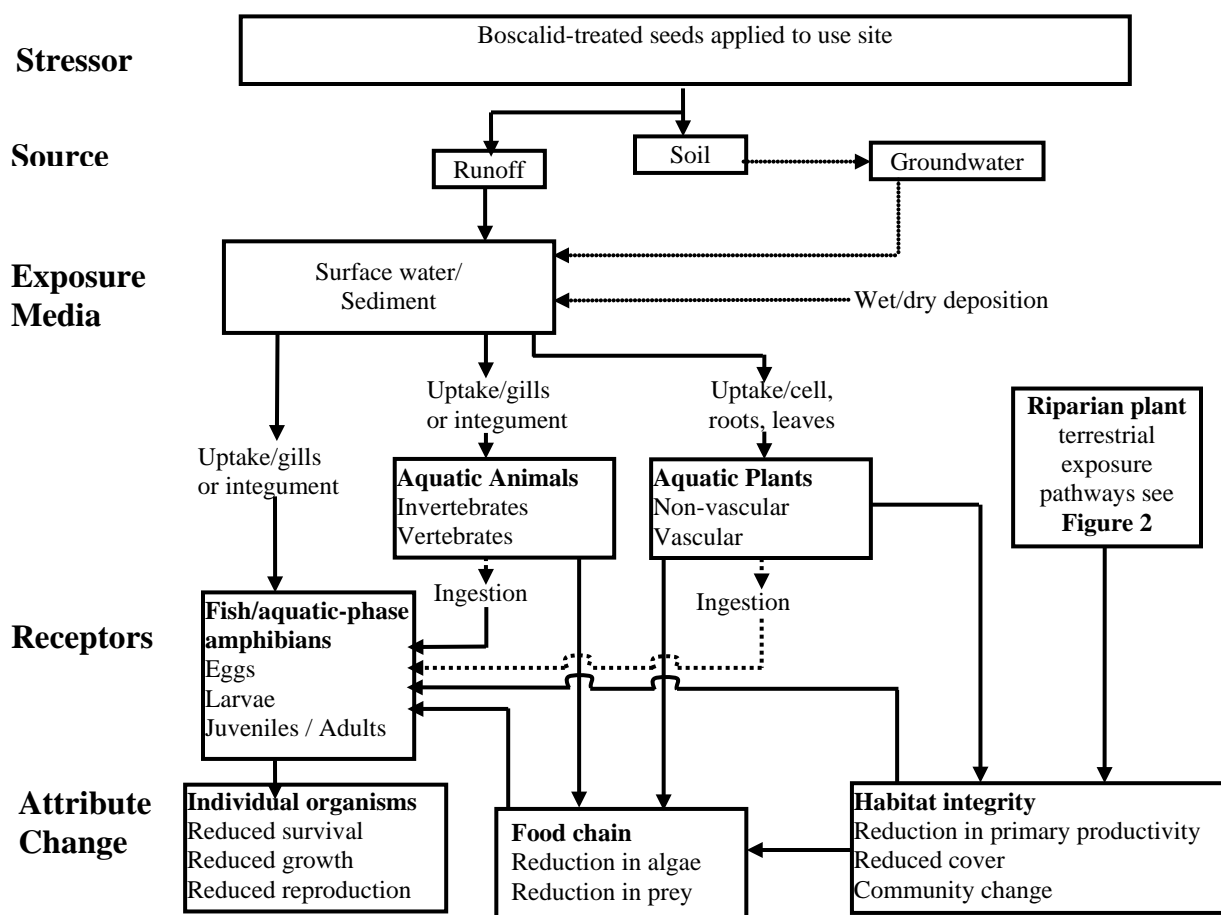 Stressor
Boscalid-treated seeds applied to use site
Source
Runoff
Soil
Groundwater
Exposure
Media
Surface water/
Sediment
Wet/dry deposition
Uptake/gills
or integument
Uptake/gills
or integument
Uptake/cell,
roots, leaves
Riparian plant
terrestrial
exposure
pathways see
Figure 2
Aquatic Animals
Invertebrates
Vertebrates
Aquatic Plants
Non-vascular
Vascular
Ingestion
Ingestion
Receptors
Fish/aquatic-phase
amphibians
Eggs
Larvae
Juveniles / Adults
Attribute
Change
Individual organisms
Reduced survival
Reduced growth
Reduced reproduction
Food chain
Reduction in algae
Reduction in prey
Habitat integrity
Reduction in primary productivity
Reduced cover
Community change